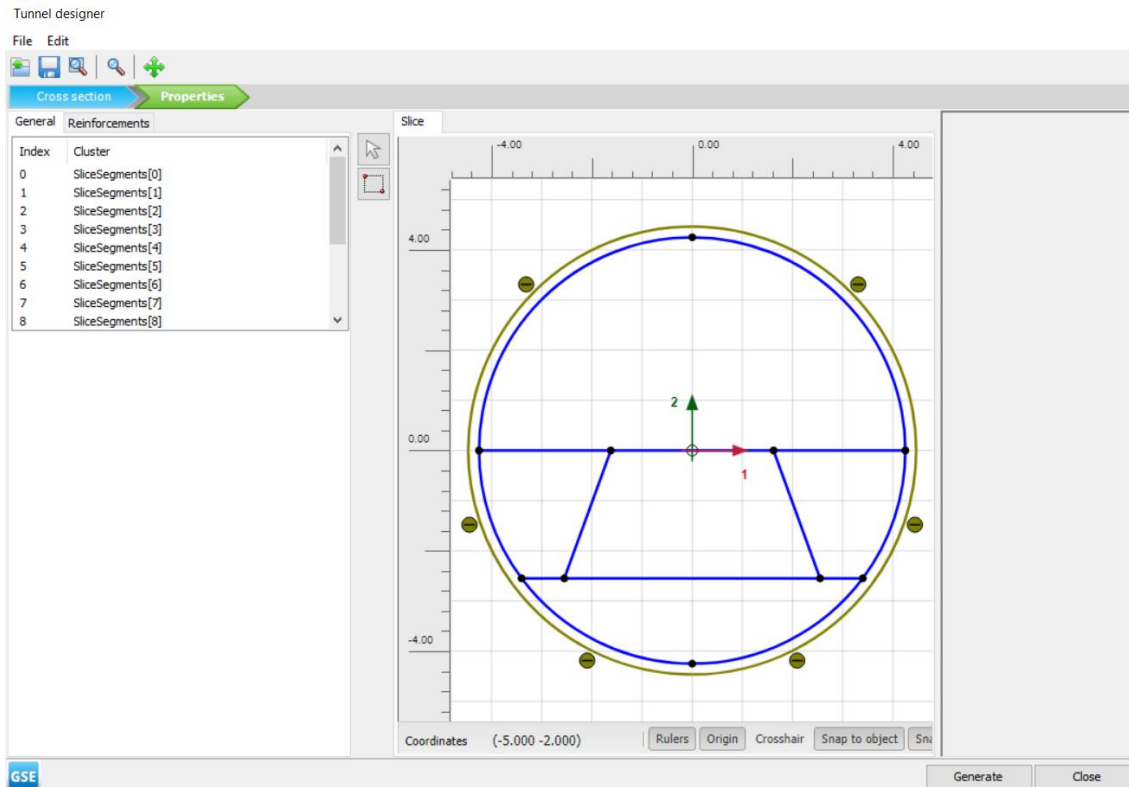 Tunnel designer
File Edit
Cross section Properties
General Reinforcements
Index Cluster
0 SliceSegments[0]
1 SliceSegments[1]
2 SliceSegments[2]
3 SliceSegments[3]
4 SliceSegments[4]
5 SliceSegments[5]
6 SliceSegments[6]
7 SliceSegments[7]
8 SliceSegments[8]
Slice
-4.00 0.00 4.00
4.00
2
0.00
1
-4.00
Coordinates (-5.000 -2.000) Rulers Origin Crosshair Snap to object Sna
GSE Generate Close